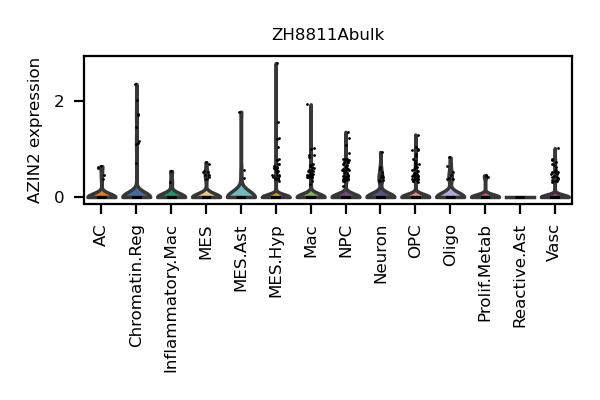 ZH8811Abulk
AZIN2 expression
2
0
AC
Chromatin.Reg
Inflammatory.Mac
MES
MES.Ast
MES.Hyp
Mac
NPC
Neuron
OPC
Oligo
Prolif.Metab
Reactive.Ast
Vasc